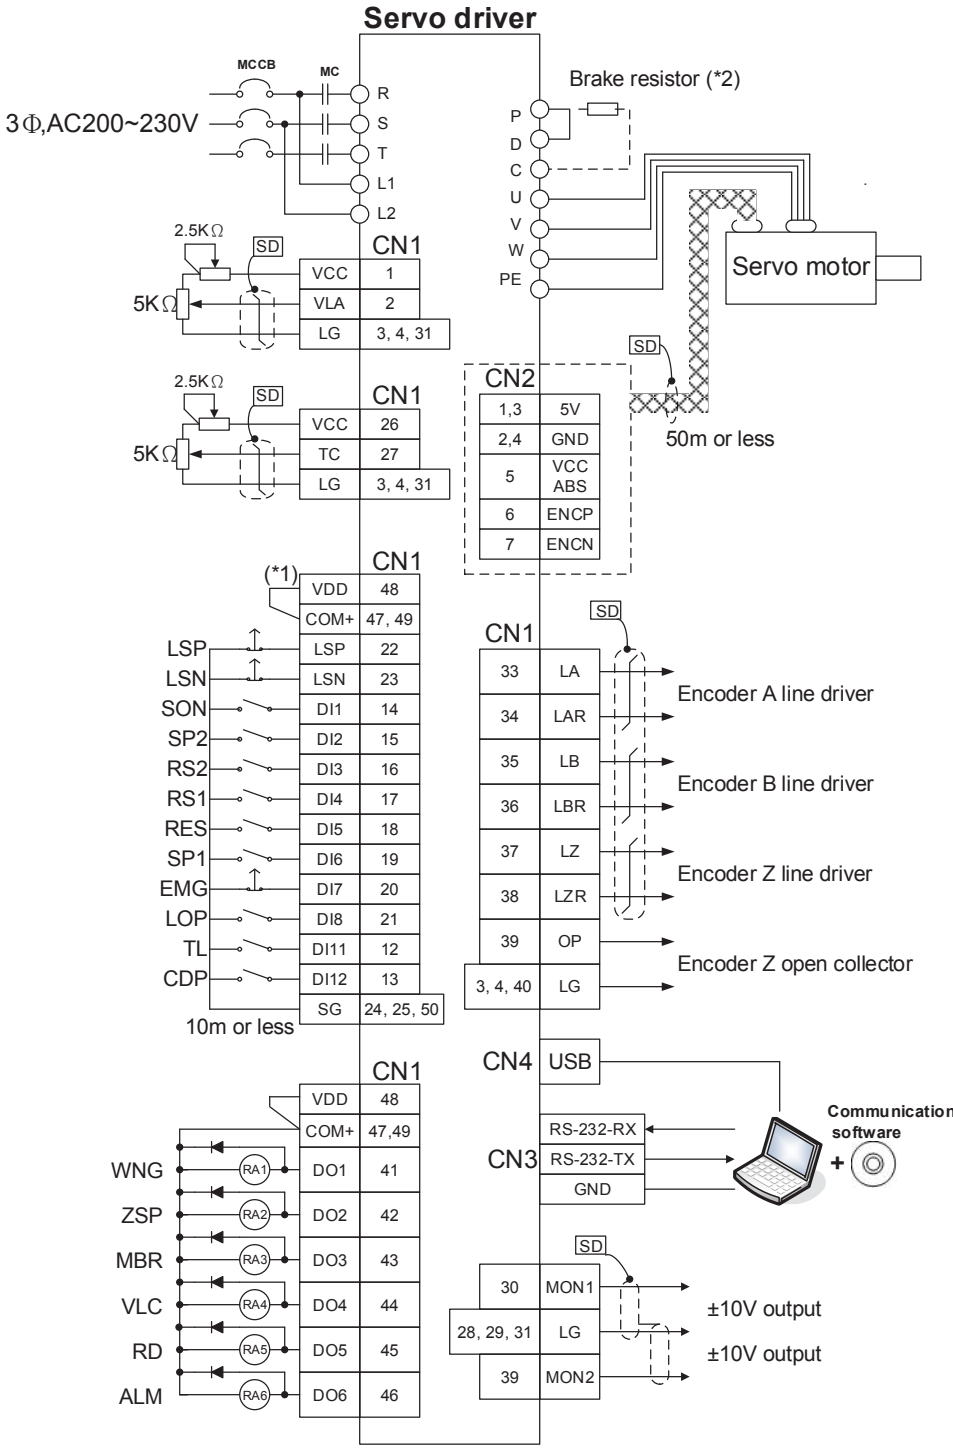 Servo driver
MCCB
MC
3Φ,AC200~230V
R
S
T
L1
L2
Brake resistor (*2)
P
D
C
U
V
W
PE
Servo motor
SD
50m or less
2.5KΩ
SD
CN1
5KΩ
VCC 1
VLA 2
LG 3, 4, 31
2.5KΩ
SD
CN1
5KΩ
VCC 26
TC 27
LG 3, 4, 31
CN2
1,3 5V
2,4 GND
5 VCC ABS
6 ENCP
7 ENCN
(*1)
CN1
VDD 48
COM+ 47, 49
LSP LSP 22
LSN LSN 23
SON DI1 14
SP2 DI2 15
RS2 DI3 16
RS1 DI4 17
RES DI5 18
SP1 DI6 19
EMG DI7 20
LOP DI8 21
TL DI11 12
CDP DI12 13
SG 24, 25, 50
10m or less
SD
CN1
33 LA
Encoder A line driver
34 LAR
35 LB
Encoder B line driver
36 LBR
37 LZ
Encoder Z line driver
38 LZR
39 OP
Encoder Z open collector
3, 4, 40 LG
CN1
VDD 48
COM+ 47,49
WNG RA1 DO1 41
ZSP RA2 DO2 42
MBR RA3 DO3 43
VLC RA4 DO4 44
RD RA5 DO5 45
ALM RA6 DO6 46
CN4 USB
RS-232-RX
CN3 RS-232-TX
GND
Communication
software
+
SD
30 MON1
±10V output
28, 29, 31 LG
±10V output
39 MON2